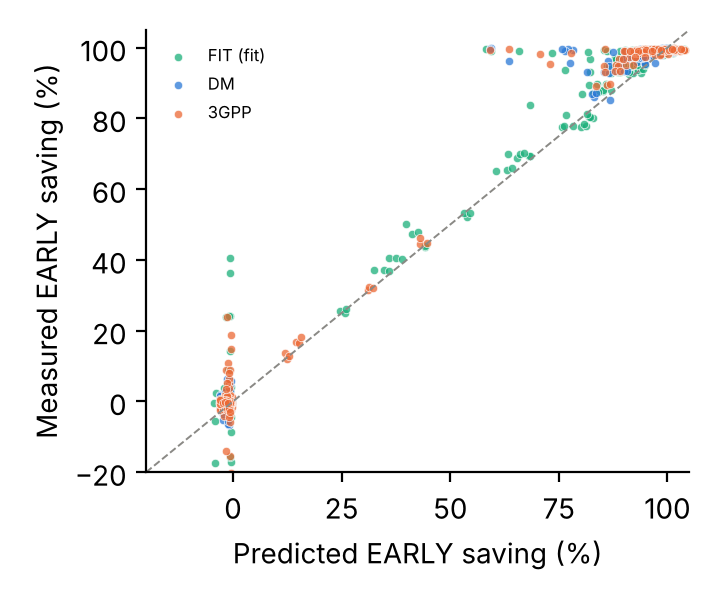 FIT (fit)
DM
3GPP
Measured EARLY saving (%)
100
80
60
40
20
0
−20
0 25 50 75 100
Predicted EARLY saving (%)